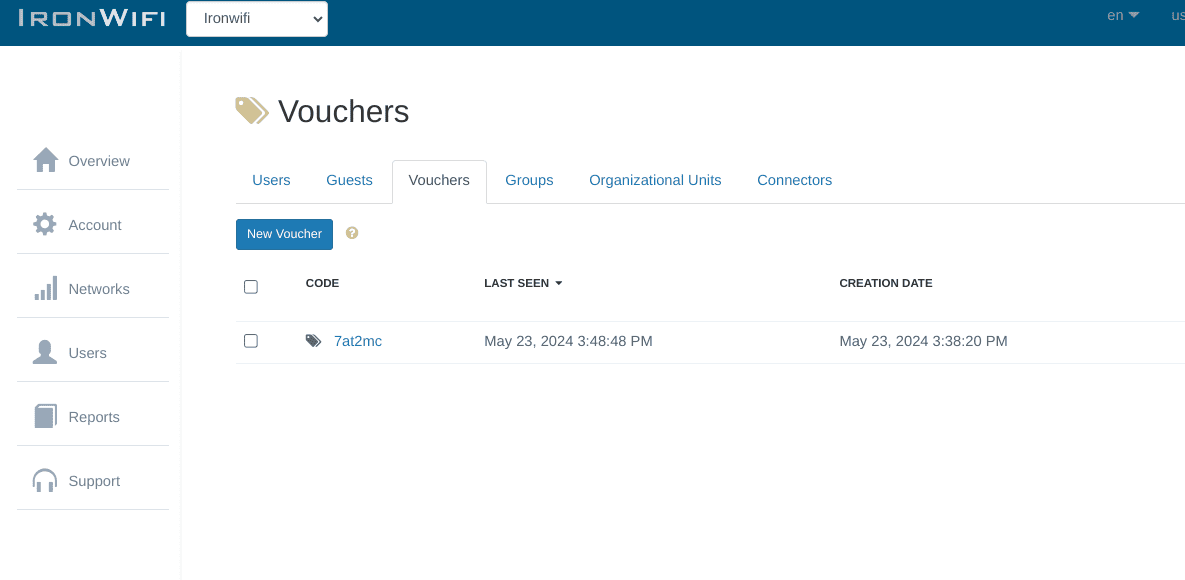 IronWifi
Ironwifi
en
us
Vouchers
Overview
Account
Networks
Users
Reports
Support
Users Guests Vouchers Groups Organizational Units Connectors
New Voucher ?
CODE LAST SEEN CREATION DATE
7at2mc May 23, 2024 3:48:48 PM May 23, 2024 3:38:20 PM